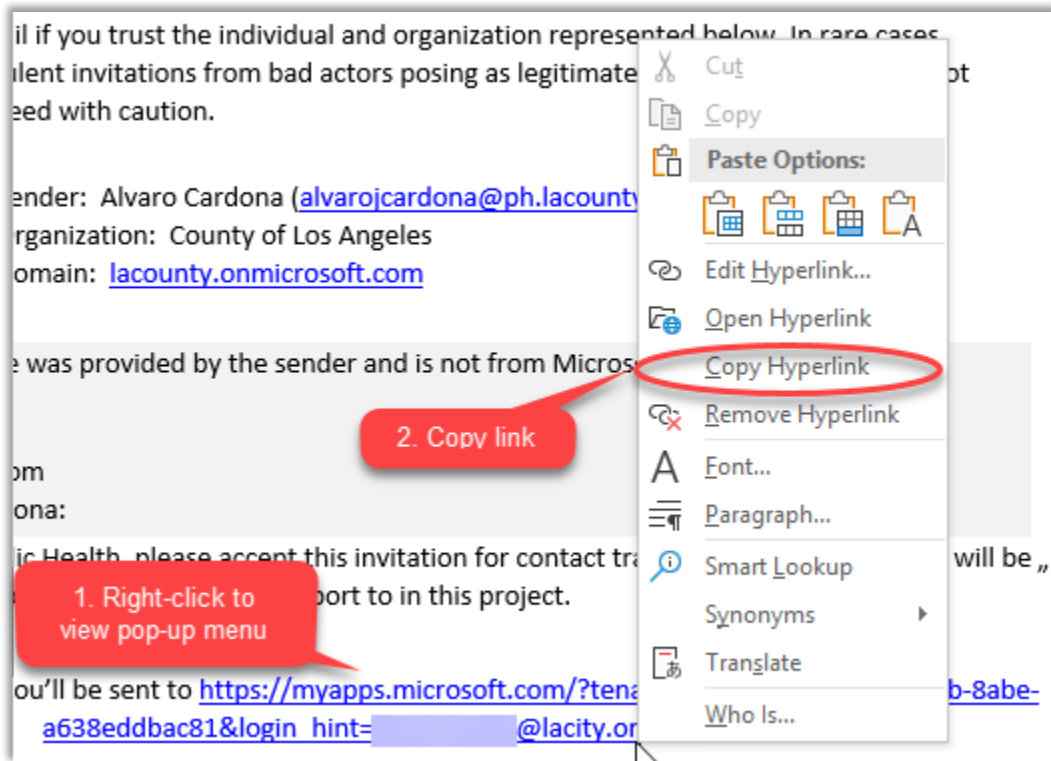 il if you trust the individual and organization represented below. In rare cases,
lent invitations from bad actors posing as legitimate ot
eed with caution.
ender: Alvaro Cardona (alvarojcardona@ph.lacounty
rganization: County of Los Angeles
omain: lacounty.onmicrosoft.com
e was provided by the sender and is not from Micros
om
ona:
lic Health, please accept this invitation for contact tra will be „
port to in this project.
ou’ll be sent to https://myapps.microsoft.com/?tena b-8abe-
a638eddbac81&login_hint= @lacity.on
1. Right-click to
view pop-up menu
2. Copy link
Cut
Copy
Paste Options:
Edit Hyperlink...
Open Hyperlink
Copy Hyperlink
Remove Hyperlink
Font...
Paragraph...
Smart Lookup
Synonyms
Translate
Who Is...